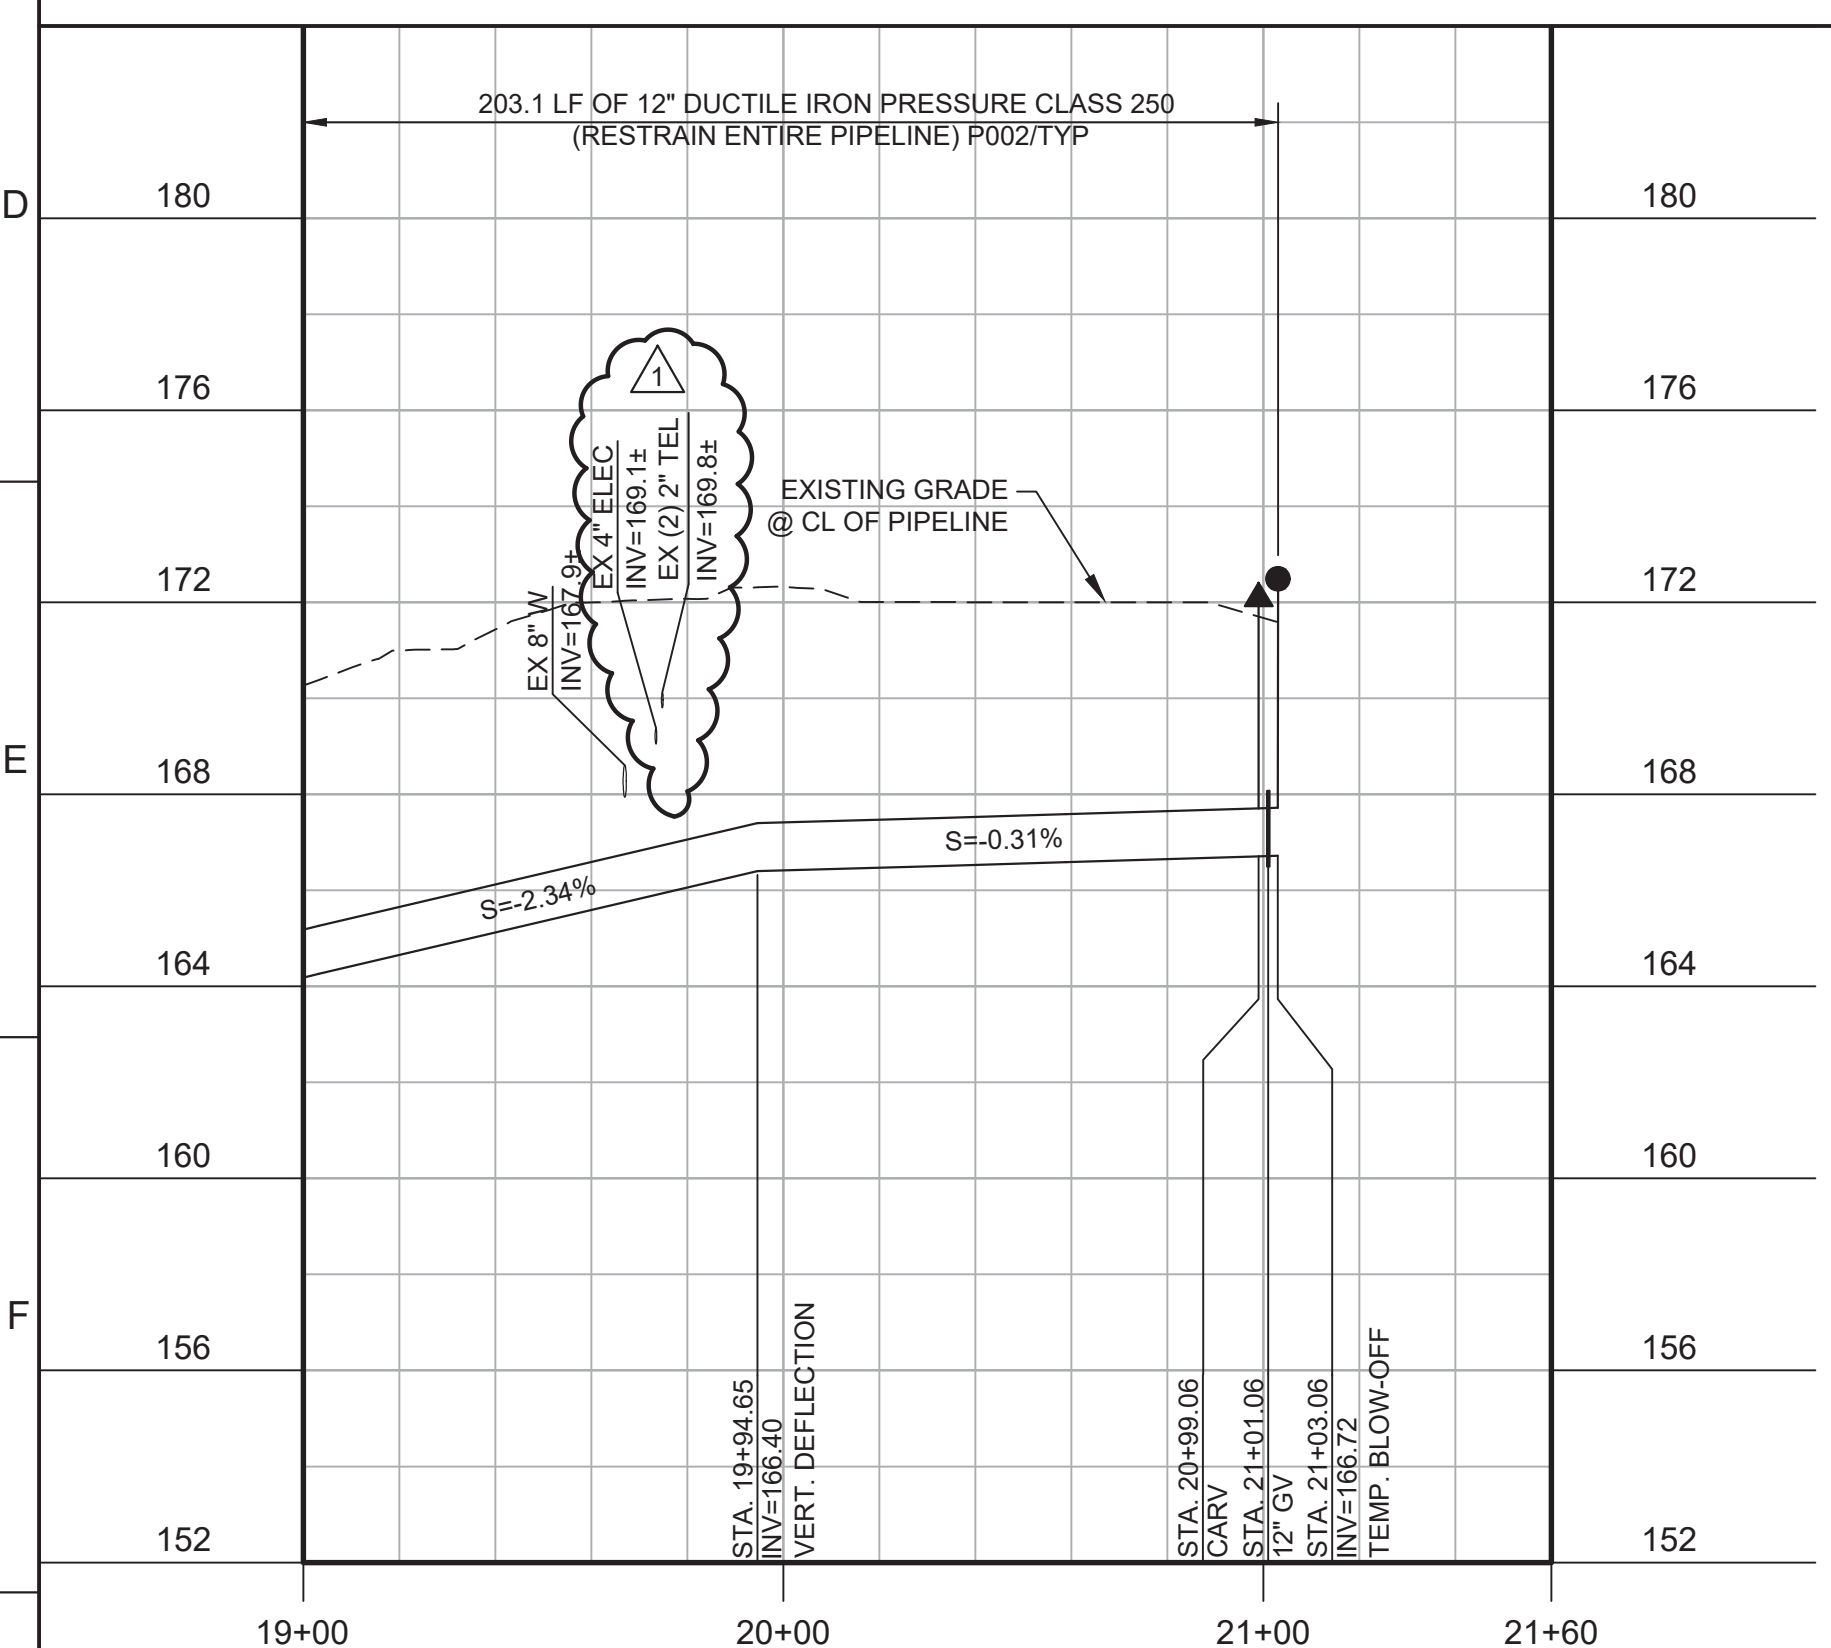 203.1 LF OF 12" DUCTILE IRON PRESSURE CLASS 250
(RESTRAIN ENTIRE PIPELINE) P002/TYP
D
180
180
1
176
176
EX 4" ELEC
INV=169.1±
EX (2) 2" TEL
INV=169.8±
EXISTING GRADE
@ CL OF PIPELINE
172
172
EX 8" W
INV=167.9±
E
168
168
S=-0.31%
S=-2.34%
164
164
160
160
F
156
156
STA. 19+94.65
INV=166.40
VERT. DEFLECTION
STA. 20+99.06
CARV
STA. 21+01.06
12" GV
STA. 21+03.06
INV=166.72
TEMP. BLOW-OFF
152
152
19+00
20+00
21+00
21+60